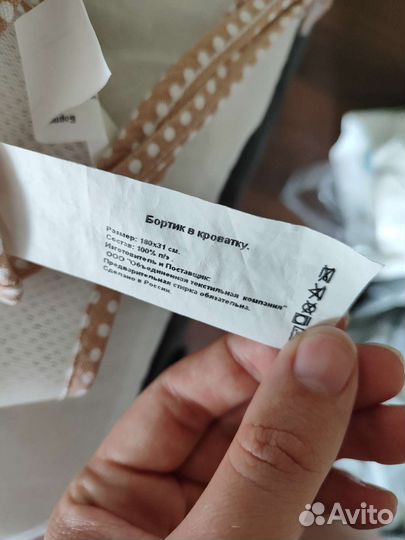 Бортик в кроватку.
Размер: 180х31 см.
Состав: 100% п/э .
Изготовитель и Поставщик:
ООО "Объединенная текстильная компания"
Предварительная стирка обязательна.
Сделано в России.
Avito